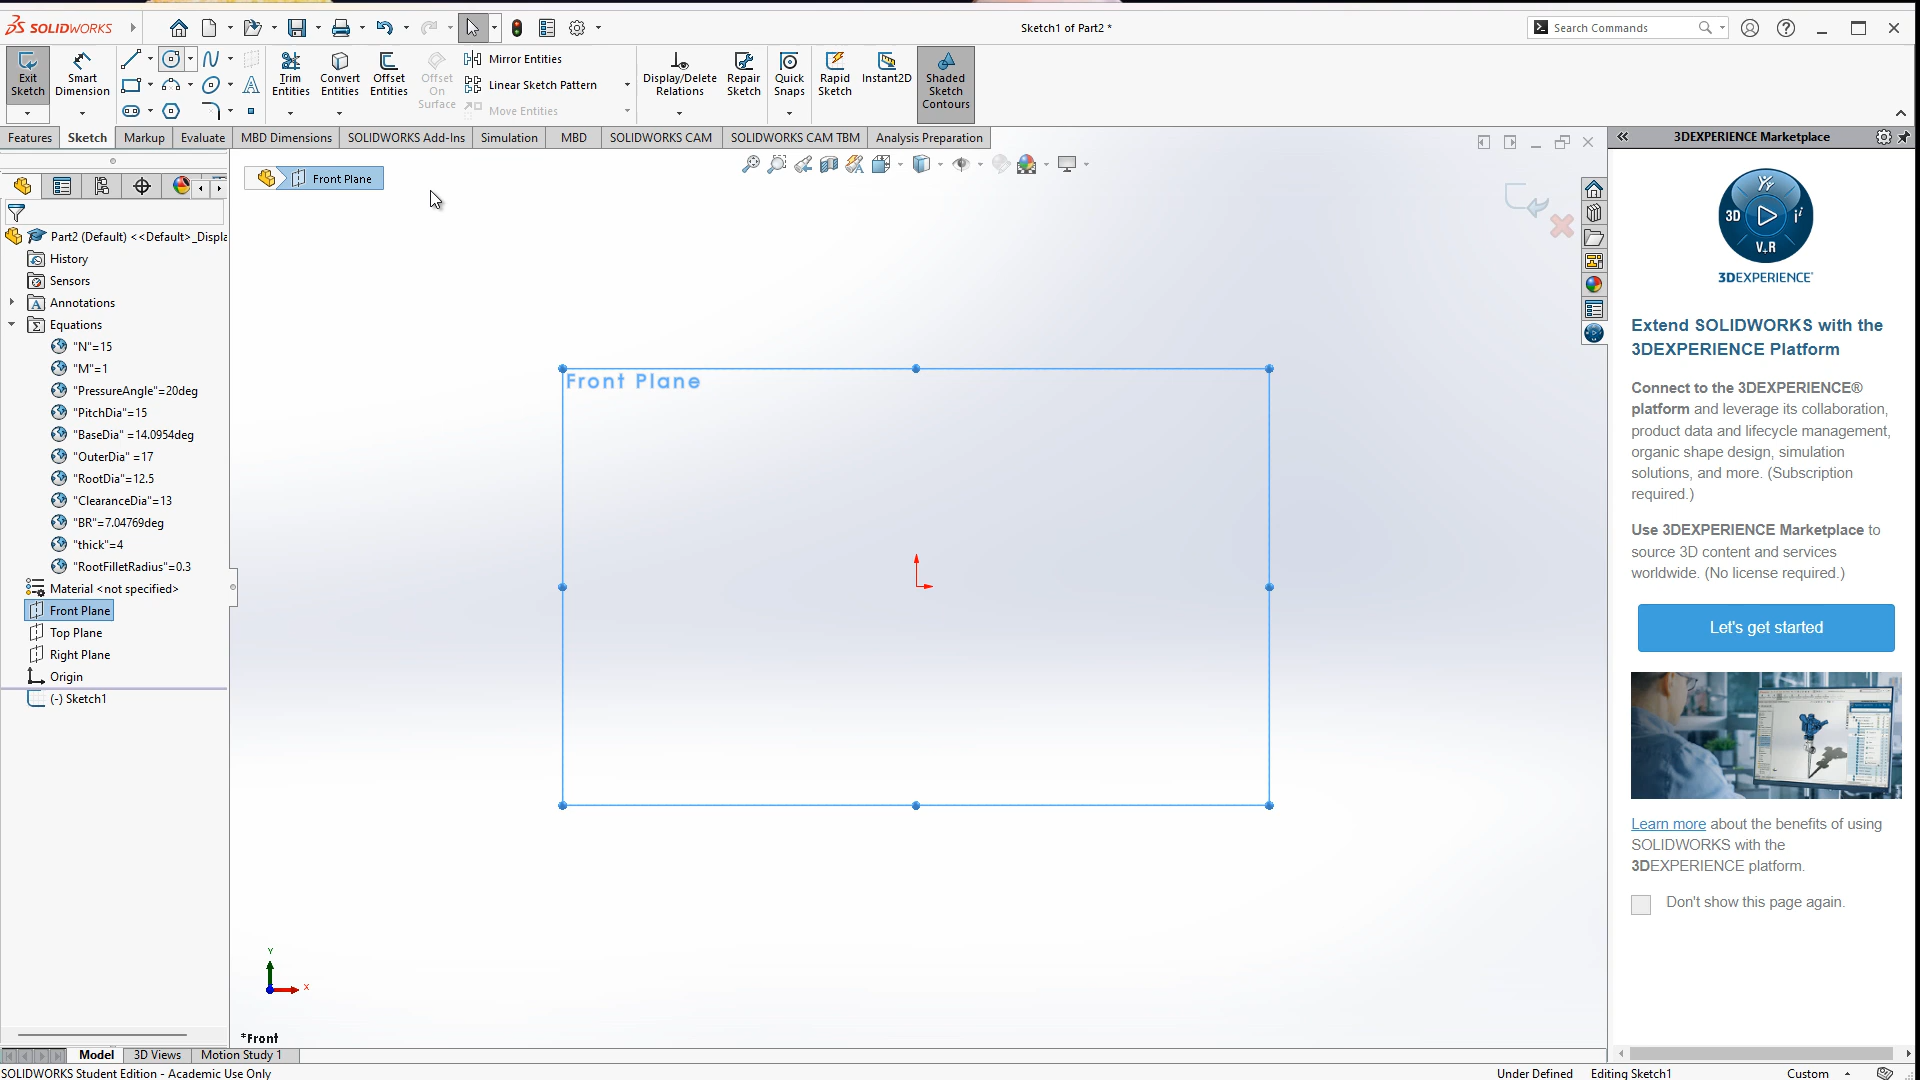 SOLIDWORKS
Sketch1 of Part2 *
Search Commands
Exit Sketch
Smart Dimension
Trim Entities
Convert Entities
Offset Entities
Offset On Surface
Mirror Entities
Linear Sketch Pattern
Move Entities
Display/Delete Relations
Repair Sketch
Quick Snaps
Rapid Sketch
Instant2D
Shaded Sketch Contours
Features
Sketch
Markup
Evaluate
MBD Dimensions
SOLIDWORKS Add-Ins
Simulation
MBD
SOLIDWORKS CAM
SOLIDWORKS CAM TBM
Analysis Preparation
Front Plane
Part2 (Default) <<Default>_Displa
History
Sensors
Annotations
Equations
"N"=15
"M"=1
"PressureAngle"=20deg
"PitchDia"=15
"BaseDia" =14.0954deg
"OuterDia" =17
"RootDia"=12.5
"ClearanceDia"=13
"BR"=7.04769deg
"thick"=4
"RootFilletRadius"=0.3
Material <not specified>
Front Plane
Top Plane
Right Plane
Origin
(-) Sketch1
Front Plane
Y
X
*Front
3DEXPERIENCE Marketplace
3D
V+R
3DEXPERIENCE
Extend SOLIDWORKS with the
3DEXPERIENCE Platform
Connect to the 3DEXPERIENCE®
platform and leverage its collaboration,
product data and lifecycle management,
organic shape design, simulation
solutions, and more. (Subscription
required.)
Use 3DEXPERIENCE Marketplace to
source 3D content and services
worldwide. (No license required.)
Let's get started
Learn more about the benefits of using
SOLIDWORKS with the
3DEXPERIENCE platform.
Don't show this page again.
Model
3D Views
Motion Study 1
SOLIDWORKS Student Edition - Academic Use Only
Under Defined
Editing Sketch1
Custom